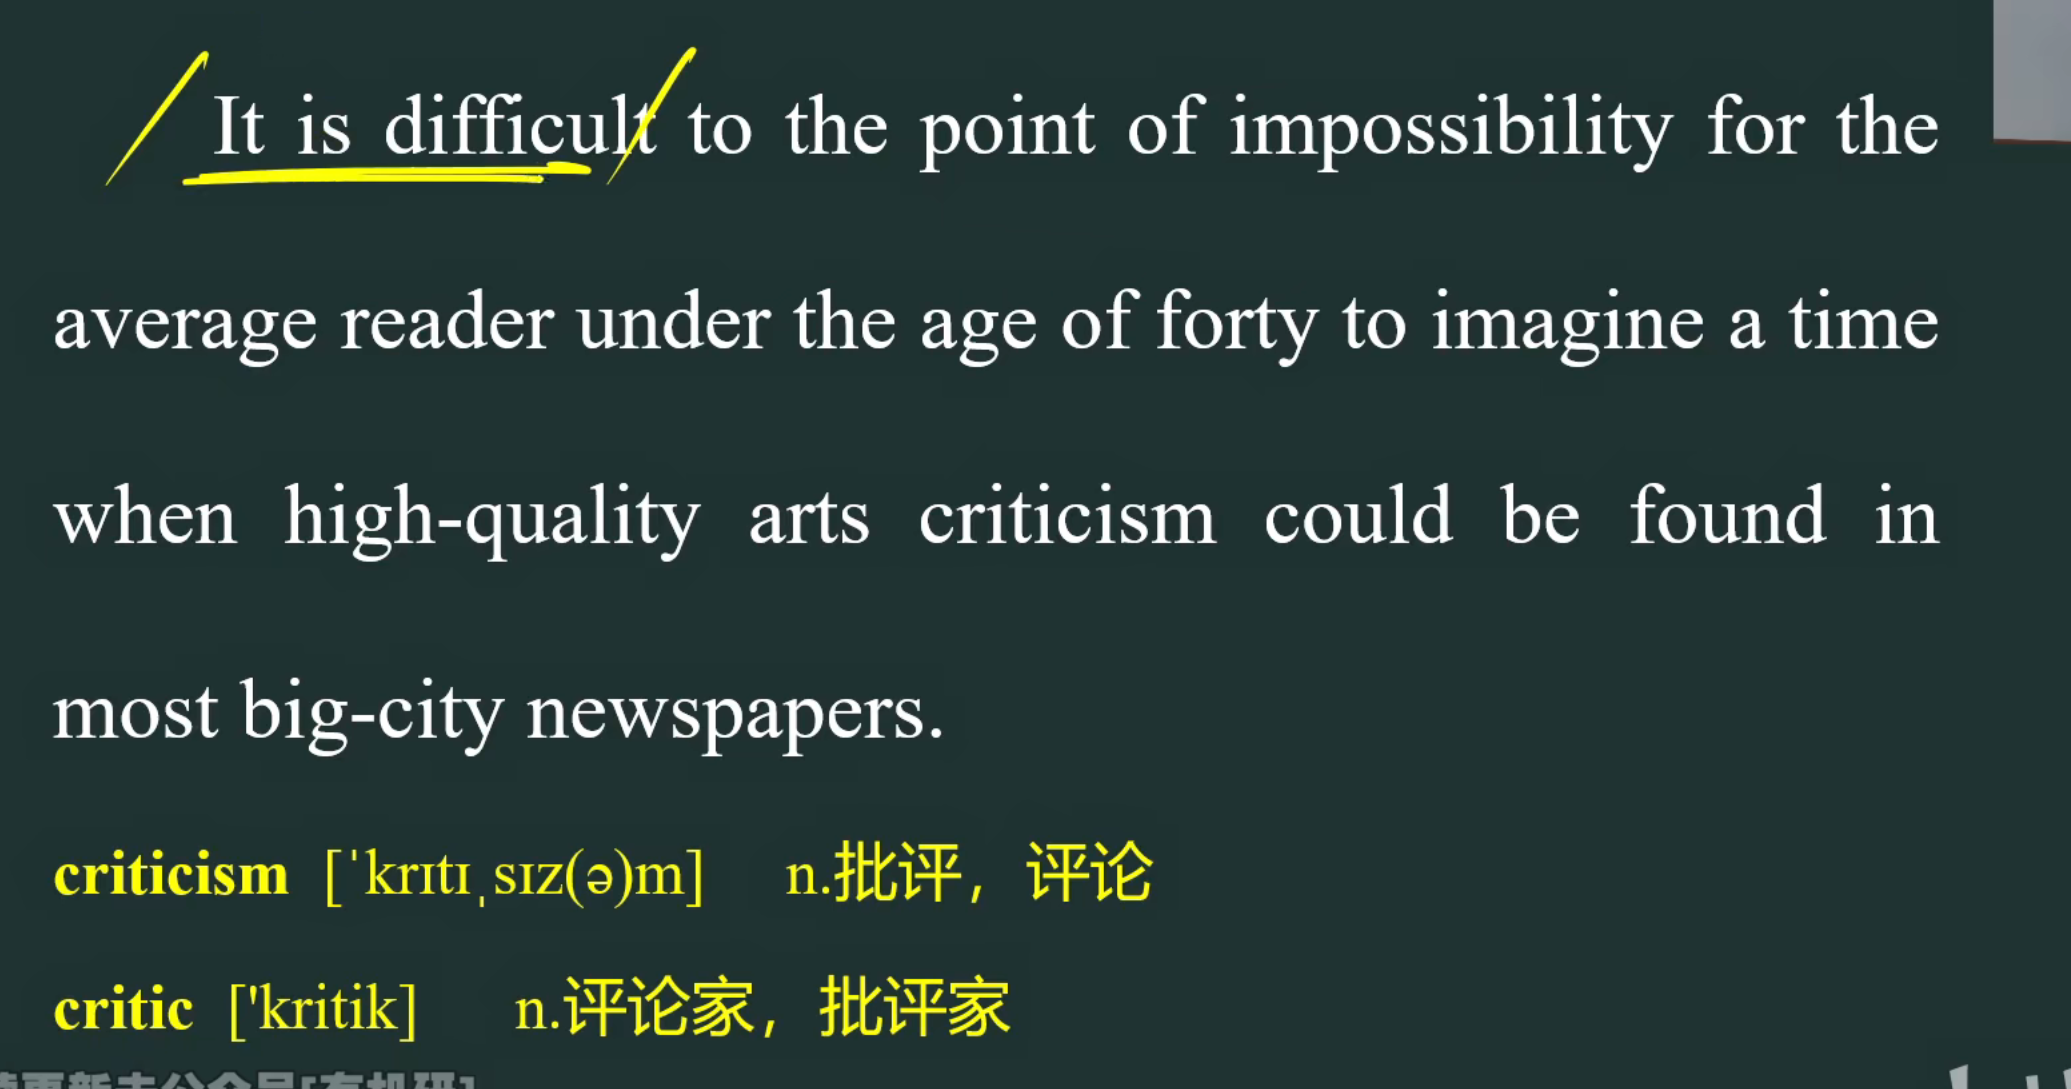 It is difficult to the point of impossibility for the
average reader under the age of forty to imagine a time
when high-quality arts criticism could be found in
most big-city newspapers.
criticism [ˈkrɪtɪˌsɪz(ə)m] n.批评，评论
critic ['kritik] n.评论家，批评家